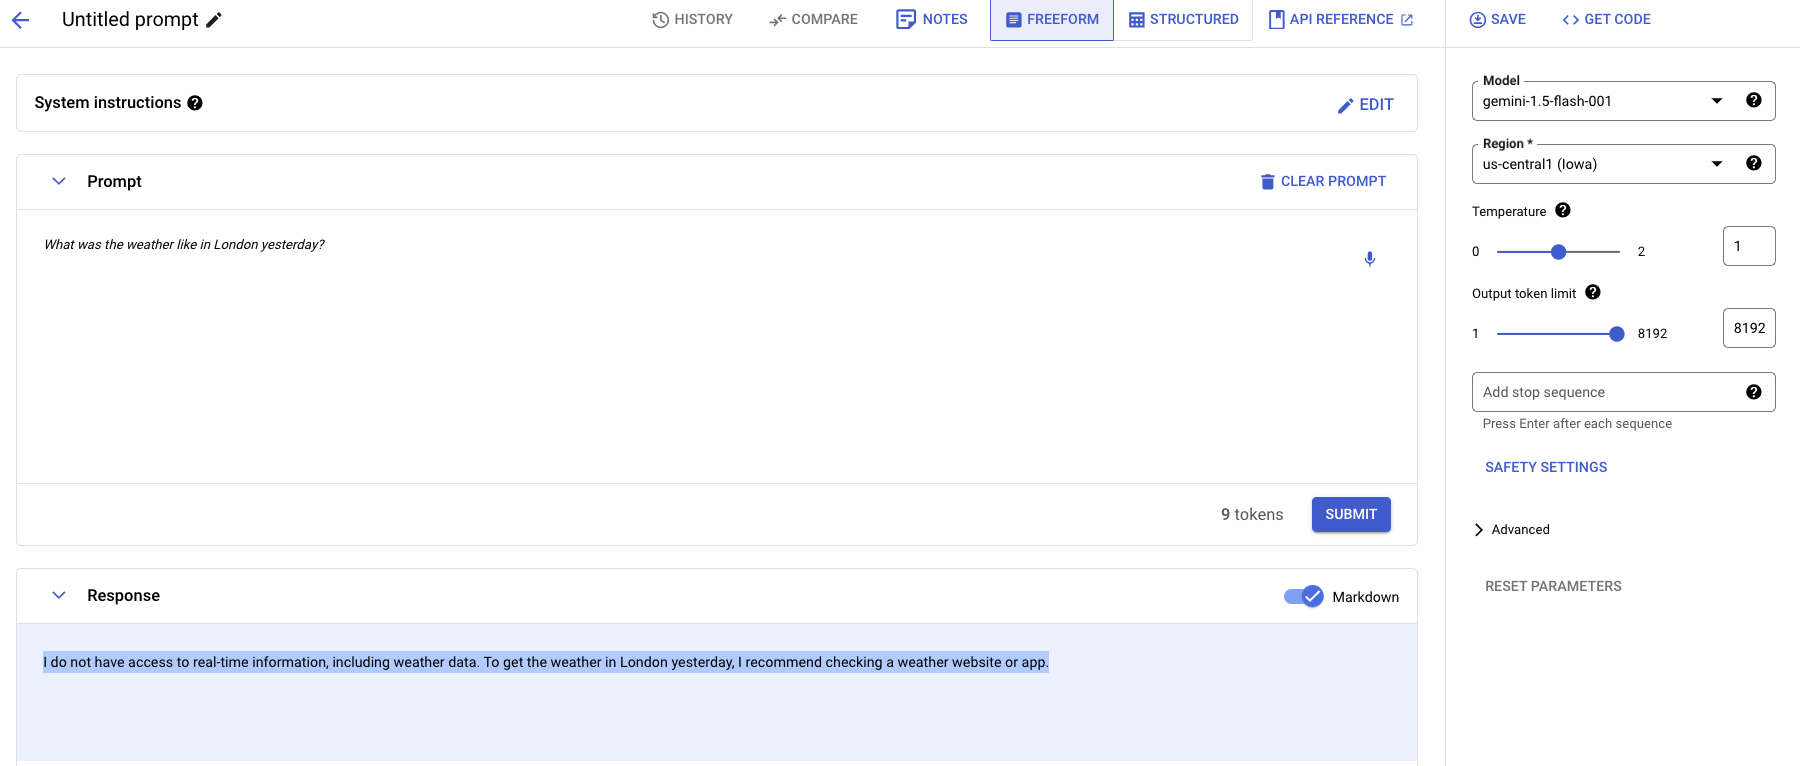 Untitled prompt
HISTORY
COMPARE
NOTES
FREEFORM
STRUCTURED
API REFERENCE
SAVE
GET CODE
System instructions
EDIT
Prompt
CLEAR PROMPT
What was the weather like in London yesterday?
9 tokens
SUBMIT
Response
Markdown
I do not have access to real-time information, including weather data. To get the weather in London yesterday, I recommend checking a weather website or app.
Model
gemini-1.5-flash-001
Region *
us-central1 (Iowa)
Temperature
0 2 1
Output token limit
1 8192 8192
Add stop sequence
Press Enter after each sequence
SAFETY SETTINGS
Advanced
RESET PARAMETERS